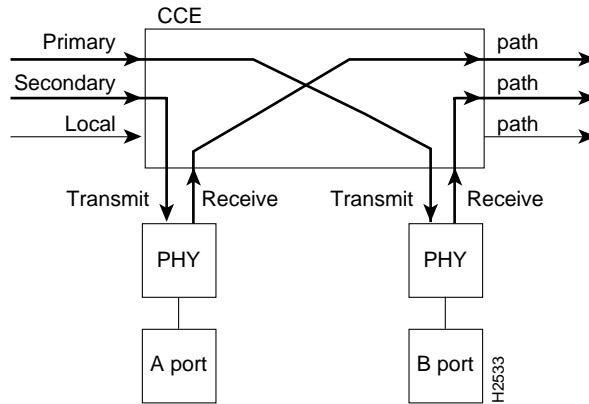 CCE
Primary
path
Secondary
path
Local
path
Transmit
Receive
Transmit
Receive
PHY
PHY
A port
B port
H2533